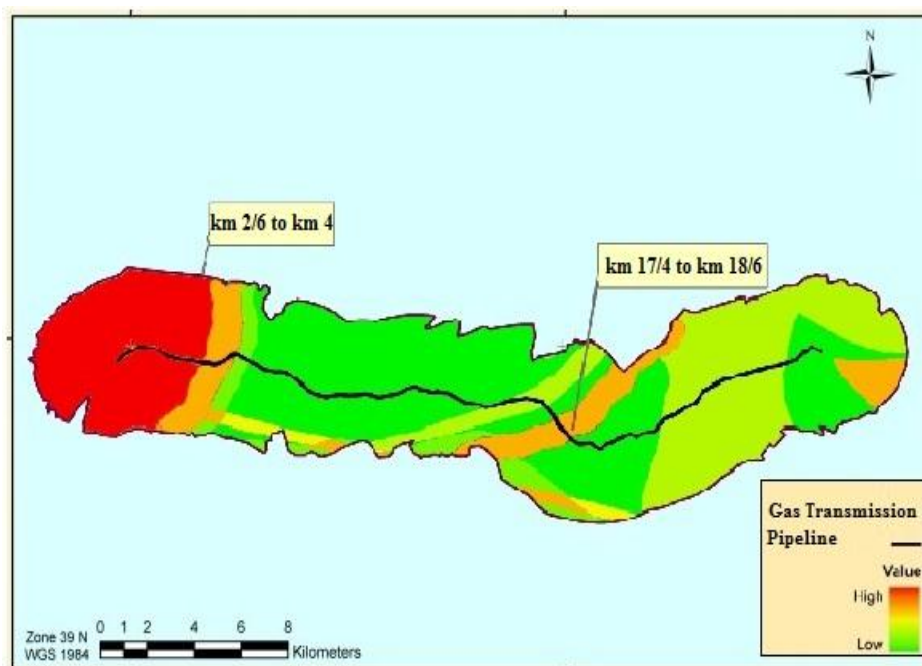 N
km 2/6 to km 4
km 17/4 to km 18/6
Gas Transmission
Pipeline
Value
High
Low
Zone 39 N
WGS 1984
0 1 2 4 6 8
Kilometers